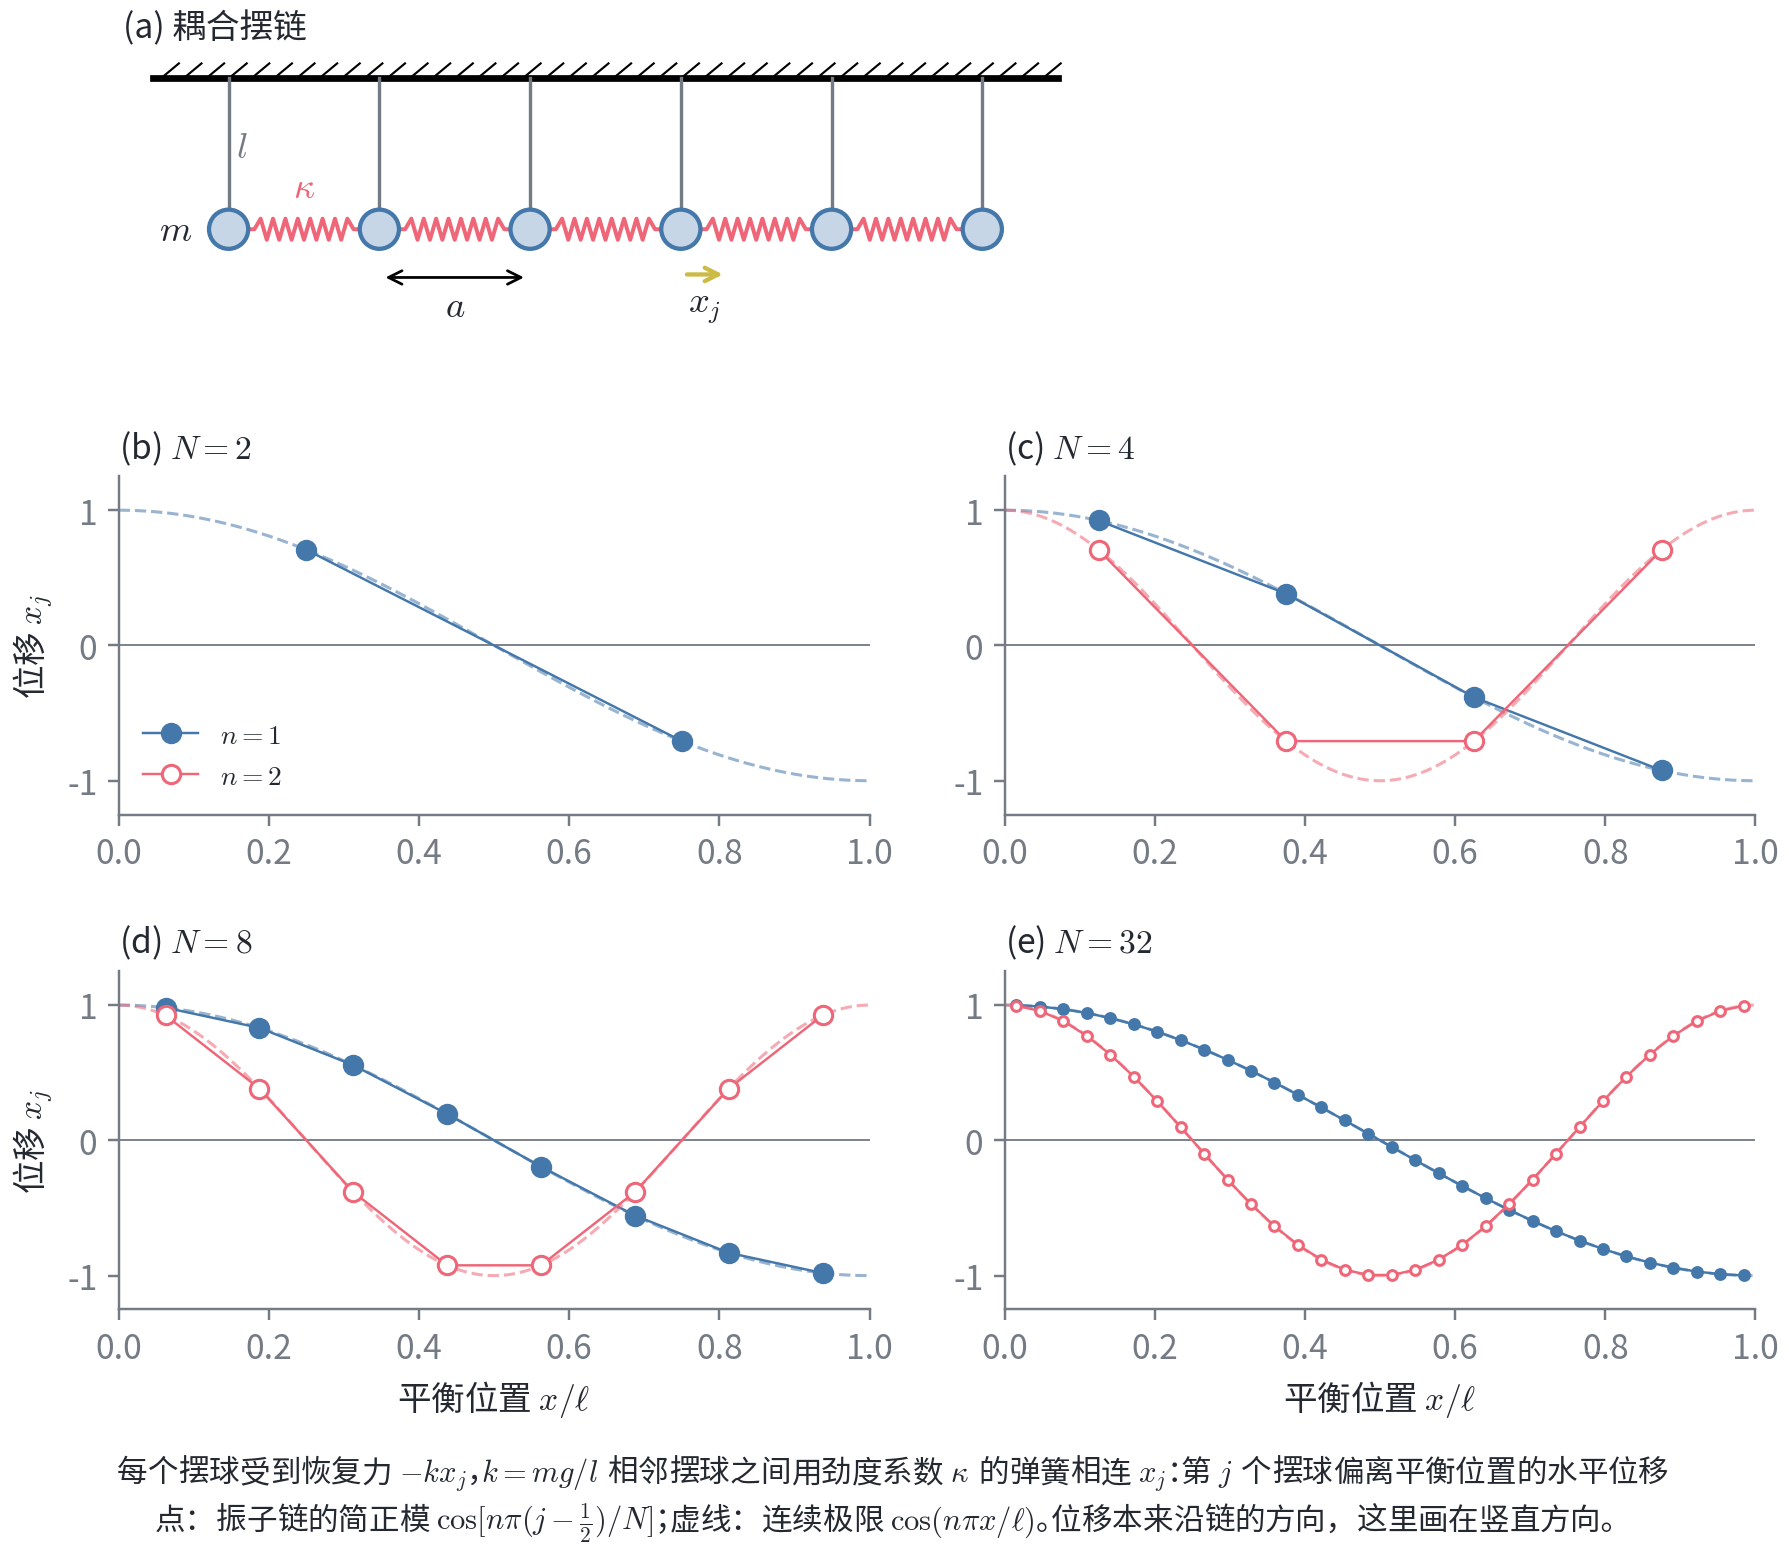 (a) 耦合摆链
l
κ
m
a
x_j
(b) N = 2
(c) N = 4
位移 x_j
1
0
-1
n = 1
n = 2
0.0 0.2 0.4 0.6 0.8 1.0
1
0
-1
0.0 0.2 0.4 0.6 0.8 1.0
(d) N = 8
(e) N = 32
位移 x_j
1
0
-1
0.0 0.2 0.4 0.6 0.8 1.0
平衡位置 x/ℓ
1
0
-1
0.0 0.2 0.4 0.6 0.8 1.0
平衡位置 x/ℓ
每个摆球受到恢复力 −kx_j，k = mg/l 相邻摆球之间用劲度系数 κ 的弹簧相连 x_j：第 j 个摆球偏离平衡位置的水平位移
点：振子链的简正模 cos[nπ(j − 1/2)/N]；虚线：连续极限 cos(nπx/ℓ)。位移本来沿链的方向，这里画在竖直方向。